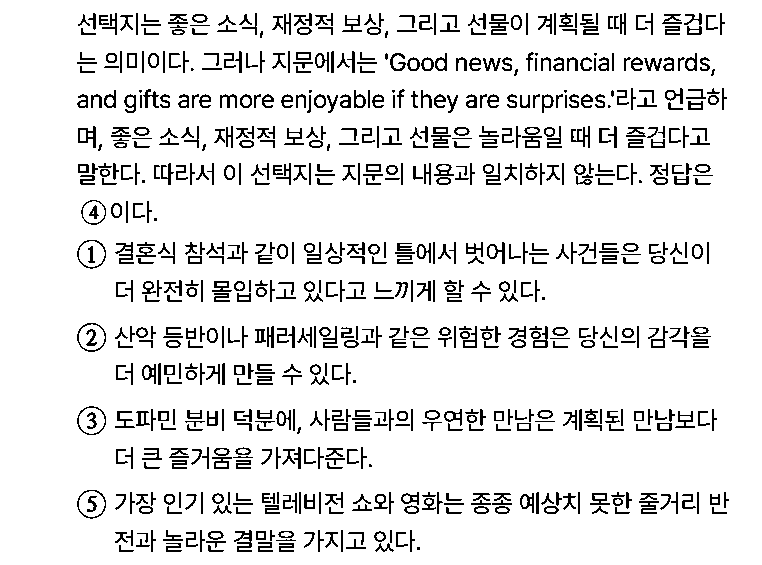 선택지는 좋은 소식, 재정적 보상, 그리고 선물이 계획될 때 더 즐겁다
는 의미이다. 그러나 지문에서는 'Good news, financial rewards,
and gifts are more enjoyable if they are surprises.'라고 언급하
며, 좋은 소식, 재정적 보상, 그리고 선물은 놀라움일 때 더 즐겁다고
말한다. 따라서 이 선택지는 지문의 내용과 일치하지 않는다. 정답은
④이다.
① 결혼식 참석과 같이 일상적인 틀에서 벗어나는 사건들은 당신이
더 완전히 몰입하고 있다고 느끼게 할 수 있다.
② 산악 등반이나 패러세일링과 같은 위험한 경험은 당신의 감각을
더 예민하게 만들 수 있다.
③ 도파민 분비 덕분에, 사람들과의 우연한 만남은 계획된 만남보다
더 큰 즐거움을 가져다준다.
⑤ 가장 인기 있는 텔레비전 쇼와 영화는 종종 예상치 못한 줄거리 반
전과 놀라운 결말을 가지고 있다.